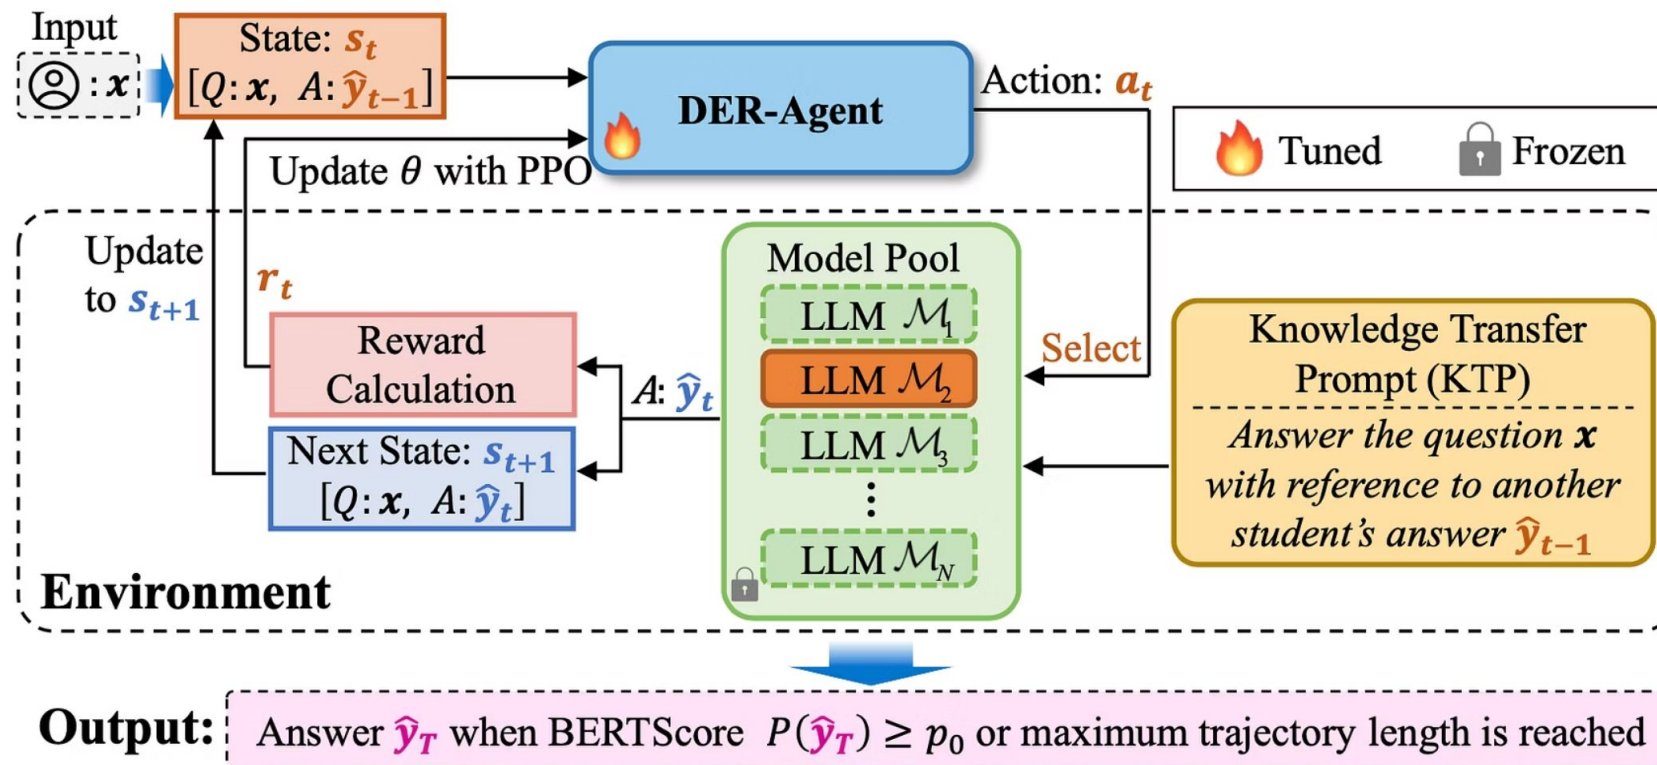 Input
: x
State: s_t
[Q: x, A: ŷ_{t−1}]
DER-Agent
Action: a_t
Tuned
Frozen
Update θ with PPO
Update
to s_{t+1}
r_t
Reward
Calculation
Next State: s_{t+1}
[Q: x, A: ŷ_t]
A: ŷ_t
Model Pool
LLM ℳ_1
LLM ℳ_2
LLM ℳ_3
⋮
LLM ℳ_N
Select
Knowledge Transfer
Prompt (KTP)
Answer the question x
with reference to another
student’s answer ŷ_{t−1}
Environment
Output: Answer ŷ_T when BERTScore P(ŷ_T) ≥ p_0 or maximum trajectory length is reached